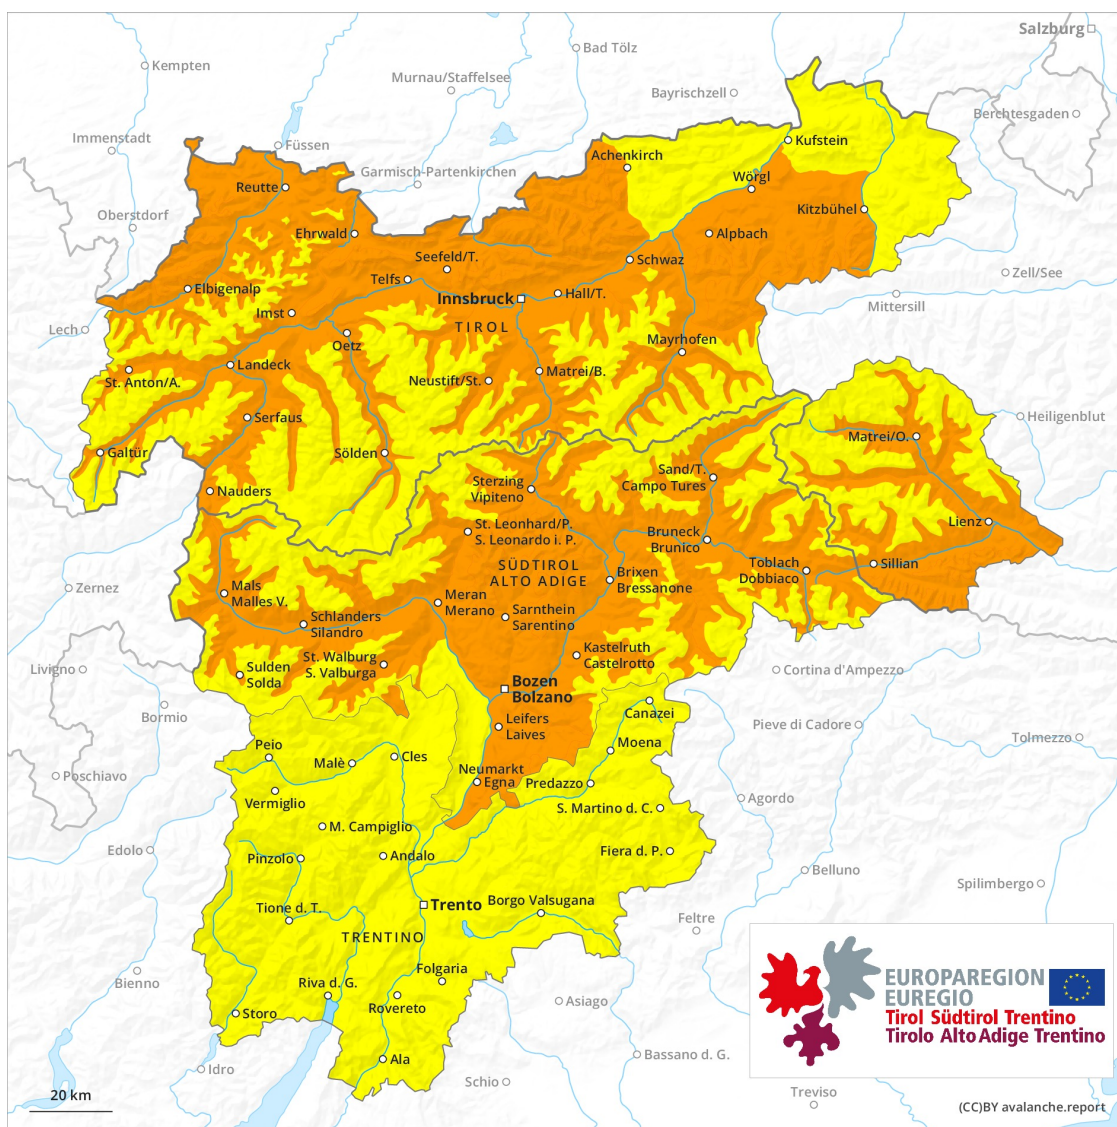 Salzburg
Bad Tölz
Kempten
Murnau/Staffelsee
Bayrischzell
Berchtesgaden
Immenstadt
Füssen
Kufstein
Achenkirch
Garmisch-Partenkirchen
Wörgl
Reutte
Oberstdorf
Kitzbühel
Ehrwald
Alpbach
Seefeld/T.
Schwaz
Zell/See
Telfs
Elbigenalp
Innsbruck
Hall/T.
Mittersill
Imst
TIROL
Lech
Oetz
Mayrhofen
Landeck
Matrei/B.
St. Anton/A.
Neustift/St.
Serfaus
Heiligenblut
Matrei/O.
Galtür
Sölden
Sand/T.
Campo Tures
Sterzing
Vipiteno
Nauders
St. Leonhard/P.
S. Leonardo i. P.
Lienz
Bruneck
Brunico
SÜDTIROL
ALTO ADIGE
Toblach
Dobbiaco
Sillian
Brixen
Bressanone
Zernez
Mals
Malles V.
Meran
Merano
Sarnthein
Sarentino
Schlanders
Silandro
Kastelruth
Castelrotto
St. Walburg
S. Valburga
Livigno
Sulden
Solda
Cortina d'Ampezzo
Bozen
Bolzano
Bormio
Canazei
Leifers
Laives
Pieve di Cadore
Tolmezzo
Peio
Moena
Malè
Cles
Poschiavo
Neumarkt
Egna
Predazzo
Vermiglio
Agordo
S. Martino d. C.
M. Campiglio
Edolo
Pinzolo
Andalo
Fiera d. P.
Belluno
Spilimbergo
Trento
Borgo Valsugana
Tione d. T.
Feltre
TRENTINO
Folgaria
Bienno
Riva d. G.
Rovereto
Asiago
Storo
EUROPAREGION
EUREGIO
Tirol Südtirol Trentino
Tirolo Alto Adige Trentino
Ala
Bassano d. G.
Idro
Schio
Treviso
20 km
(CC)BY avalanche.report